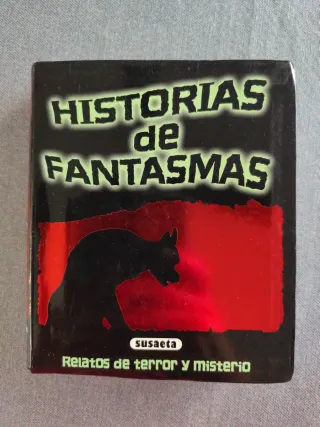 HISTORIAS
de
FANTASMAS
susaeta
Relatos de terror y misterio